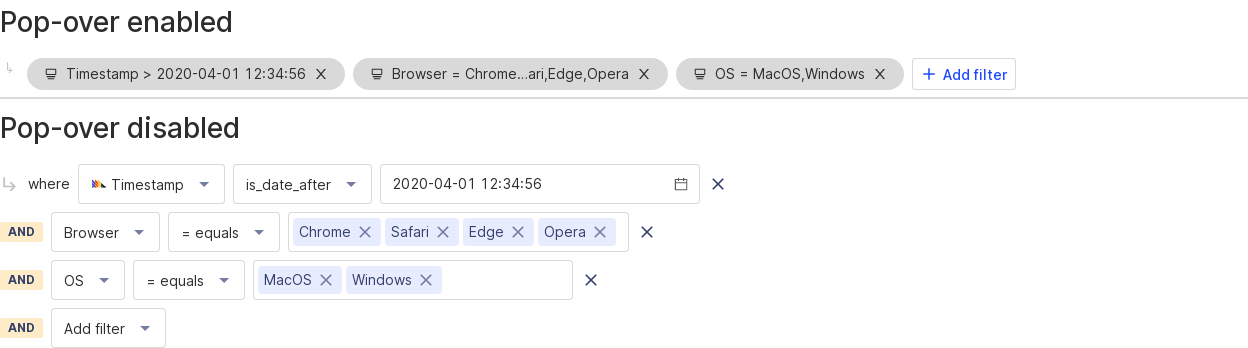 Pop-over enabled
Timestamp > 2020-04-01 12:34:56 Browser = Chrome...ari,Edge,Opera OS = MacOS,Windows + Add filter
Pop-over disabled
where Timestamp is_date_after 2020-04-01 12:34:56
AND Browser = equals Chrome Safari Edge Opera
AND OS = equals MacOS Windows
AND Add filter